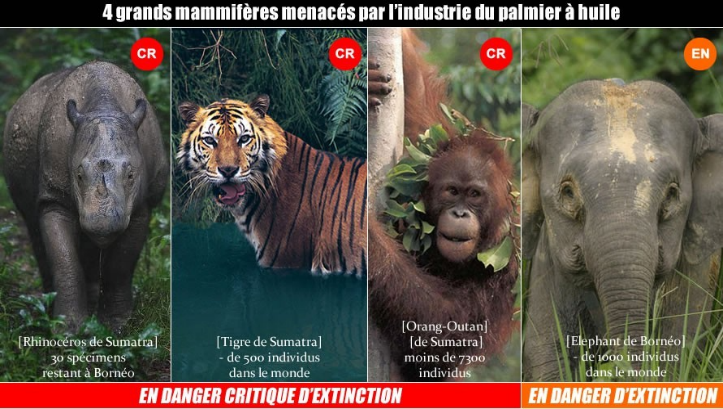 4 grands mammifères menacés par l'industrie du palmier à huile
CR
CR
CR
EN
[Rhinocéros de Sumatra]
30 spécimens
restant à Bornéo
[Tigre de Sumatra]
- de 500 individus
dans le monde
[Orang-Outan]
[de Sumatra]
moins de 7300
individus
[Elephant de Bornéo]
- de 1000 individus
dans le monde
EN DANGER CRITIQUE D'EXTINCTION
EN DANGER D'EXTINCTION